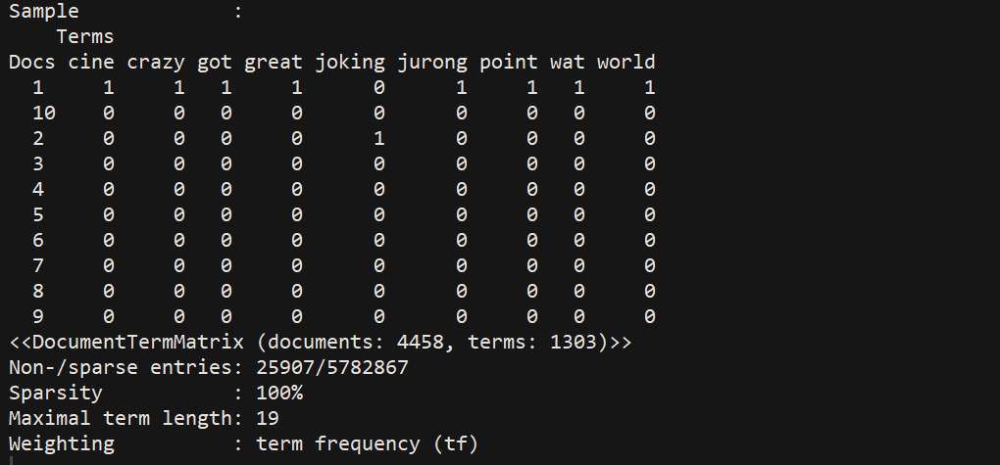 Sample             :
    Terms
Docs cine crazy got great joking jurong point wat world
  1     1     1   1     1      0      1     1   1     1
  10    0     0   0     0      0      0     0   0     0
  2     0     0   0     0      1      0     0   0     0
  3     0     0   0     0      0      0     0   0     0
  4     0     0   0     0      0      0     0   0     0
  5     0     0   0     0      0      0     0   0     0
  6     0     0   0     0      0      0     0   0     0
  7     0     0   0     0      0      0     0   0     0
  8     0     0   0     0      0      0     0   0     0
  9     0     0   0     0      0      0     0   0     0
<<DocumentTermMatrix (documents: 4458, terms: 1303)>>
Non-/sparse entries: 25907/5782867
Sparsity           : 100%
Maximal term length: 19
Weighting          : term frequency (tf)